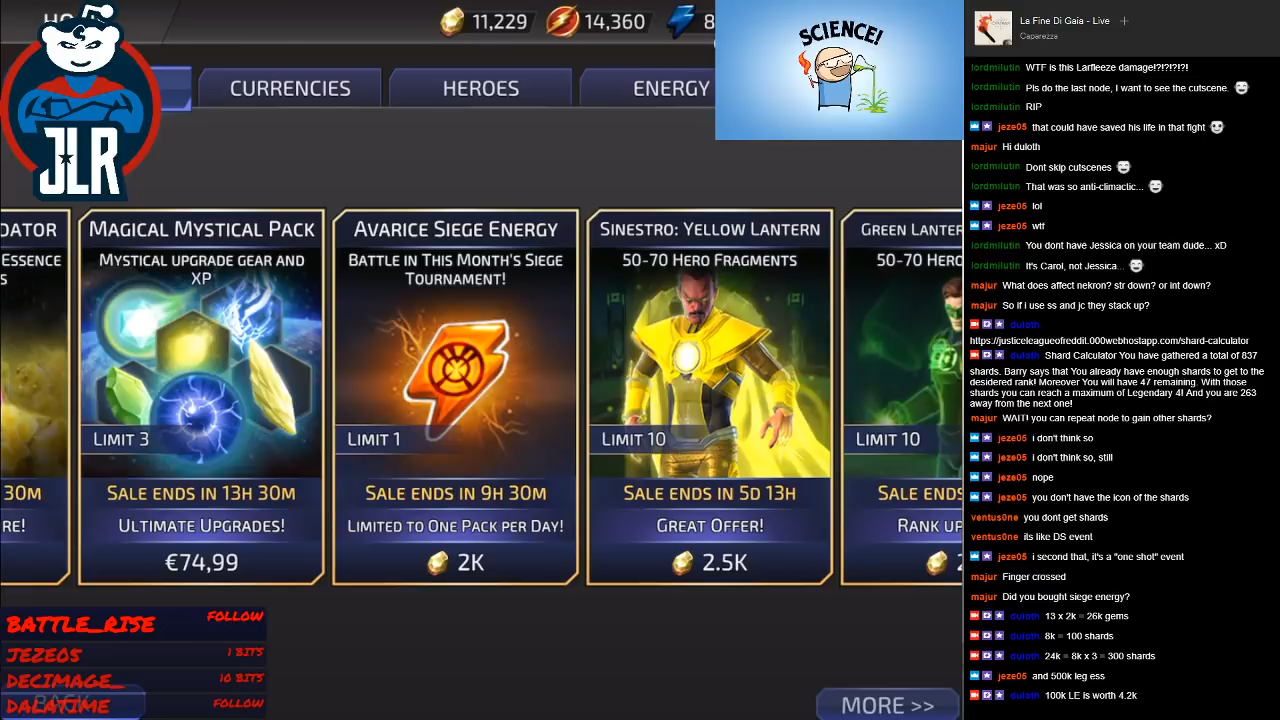 11,229
14,360
8
JLR
CURRENCIES
HEROES
ENERGY
SCIENCE!
DATOR
ESSENCE
S
30M
RE!
MAGICAL MYSTICAL PACK
MYSTICAL UPGRADE GEAR AND
XP
LIMIT 3
SALE ENDS IN 13H 30M
ULTIMATE UPGRADES!
€74,99
AVARICE SIEGE ENERGY
BATTLE IN THIS MONTH'S SIEGE
TOURNAMENT!
LIMIT 1
SALE ENDS IN 9H 30M
LIMITED TO ONE PACK PER DAY!
2K
SINESTRO: YELLOW LANTERN
50-70 HERO FRAGMENTS
LIMIT 10
SALE ENDS IN 5D 13H
GREAT OFFER!
2.5K
GREEN LANTER
50-70 HERO
LIMIT 10
SALE ENDS
RANK UP
BATTLE_RISE FOLLOW
JEZE05 1 BITS
DECIMAGE_ 10 BITS
DALATIME FOLLOW
MORE >>
La Fine Di Gaia - Live +
Caparezza
lordmilutin WTF is this Larfleeze damage!?!?!?!?!
lordmilutin Pls do the last node, I want to see the cutscene.
lordmilutin RIP
jeze05 that could have saved his life in that fight
majur Hi duloth
lordmilutin Dont skip cutscenes
lordmilutin That was so anti-climactic...
jeze05 lol
jeze05 wtf
lordmilutin You dont have Jessica on your team dude... xD
lordmilutin It's Carol, not Jessica...
majur What does affect nekron? str down? or int down?
majur So if i use ss and jc they stack up?
duloth
https://justiceleagueofreddit.000webhostapp.com/shard-calculator
duloth Shard Calculator You have gathered a total of 837
shards. Barry says that You already have enough shards to get to the
desidered rank! Moreover You will have 47 remaining. With those
shards you can reach a maximum of Legendary 4! And you are 263
away from the next one!
majur WAIT! you can repeat node to gain other shards?
jeze05 i don't think so
jeze05 i don't think so, still
jeze05 nope
jeze05 you don't have the icon of the shards
ventus0ne you dont get shards
ventus0ne its like DS event
jeze05 i second that, it's a "one shot" event
majur Finger crossed
majur Did you bought siege energy?
duloth 13 x 2k = 26k gems
duloth 8k = 100 shards
duloth 24k = 8k x 3 = 300 shards
jeze05 and 500k leg ess
duloth 100k LE is worth 4.2k